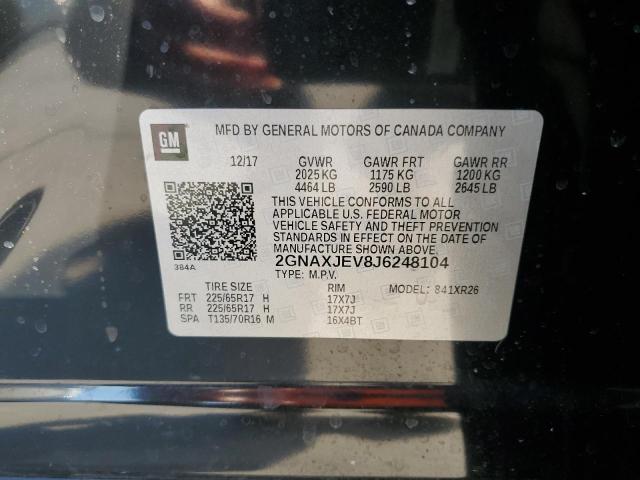 GM MFD BY GENERAL MOTORS OF CANADA COMPANY
12/17 GVWR GAWR FRT GAWR RR
2025 KG 1175 KG 1200 KG
4464 LB 2590 LB 2645 LB
THIS VEHICLE CONFORMS TO ALL
APPLICABLE U.S. FEDERAL MOTOR
VEHICLE SAFETY AND THEFT PREVENTION
STANDARDS IN EFFECT ON THE DATE OF
MANUFACTURE SHOWN ABOVE.
384A 2GNAXJEV8J6248104
TYPE: M.P.V.
TIRE SIZE RIM MODEL: 841XR26
FRT 225/65R17 H 17X7J
RR 225/65R17 H 17X7J
SPA T135/70R16 M 16X4BT